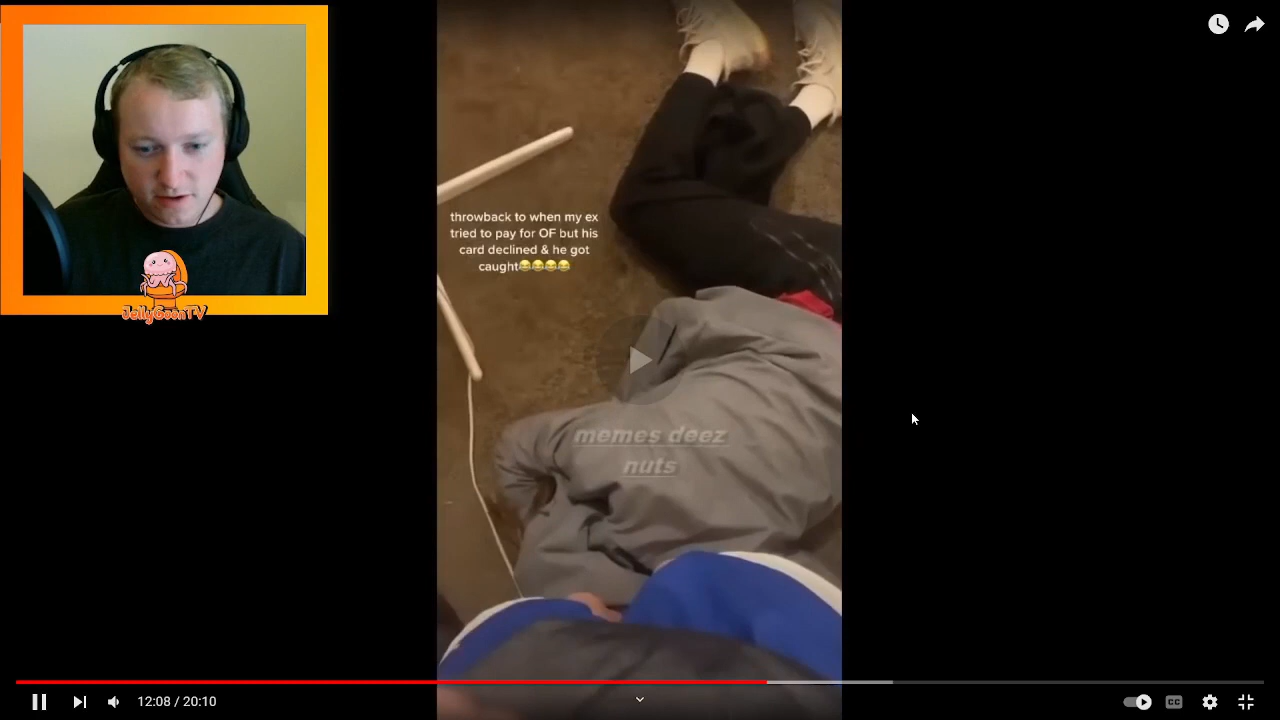 throwback to when my ex
tried to pay for OF but his
card declined & he got
caught😂😂😂😂
memes deez
nuts
JellyGoonTV
12:08 / 20:10
CC